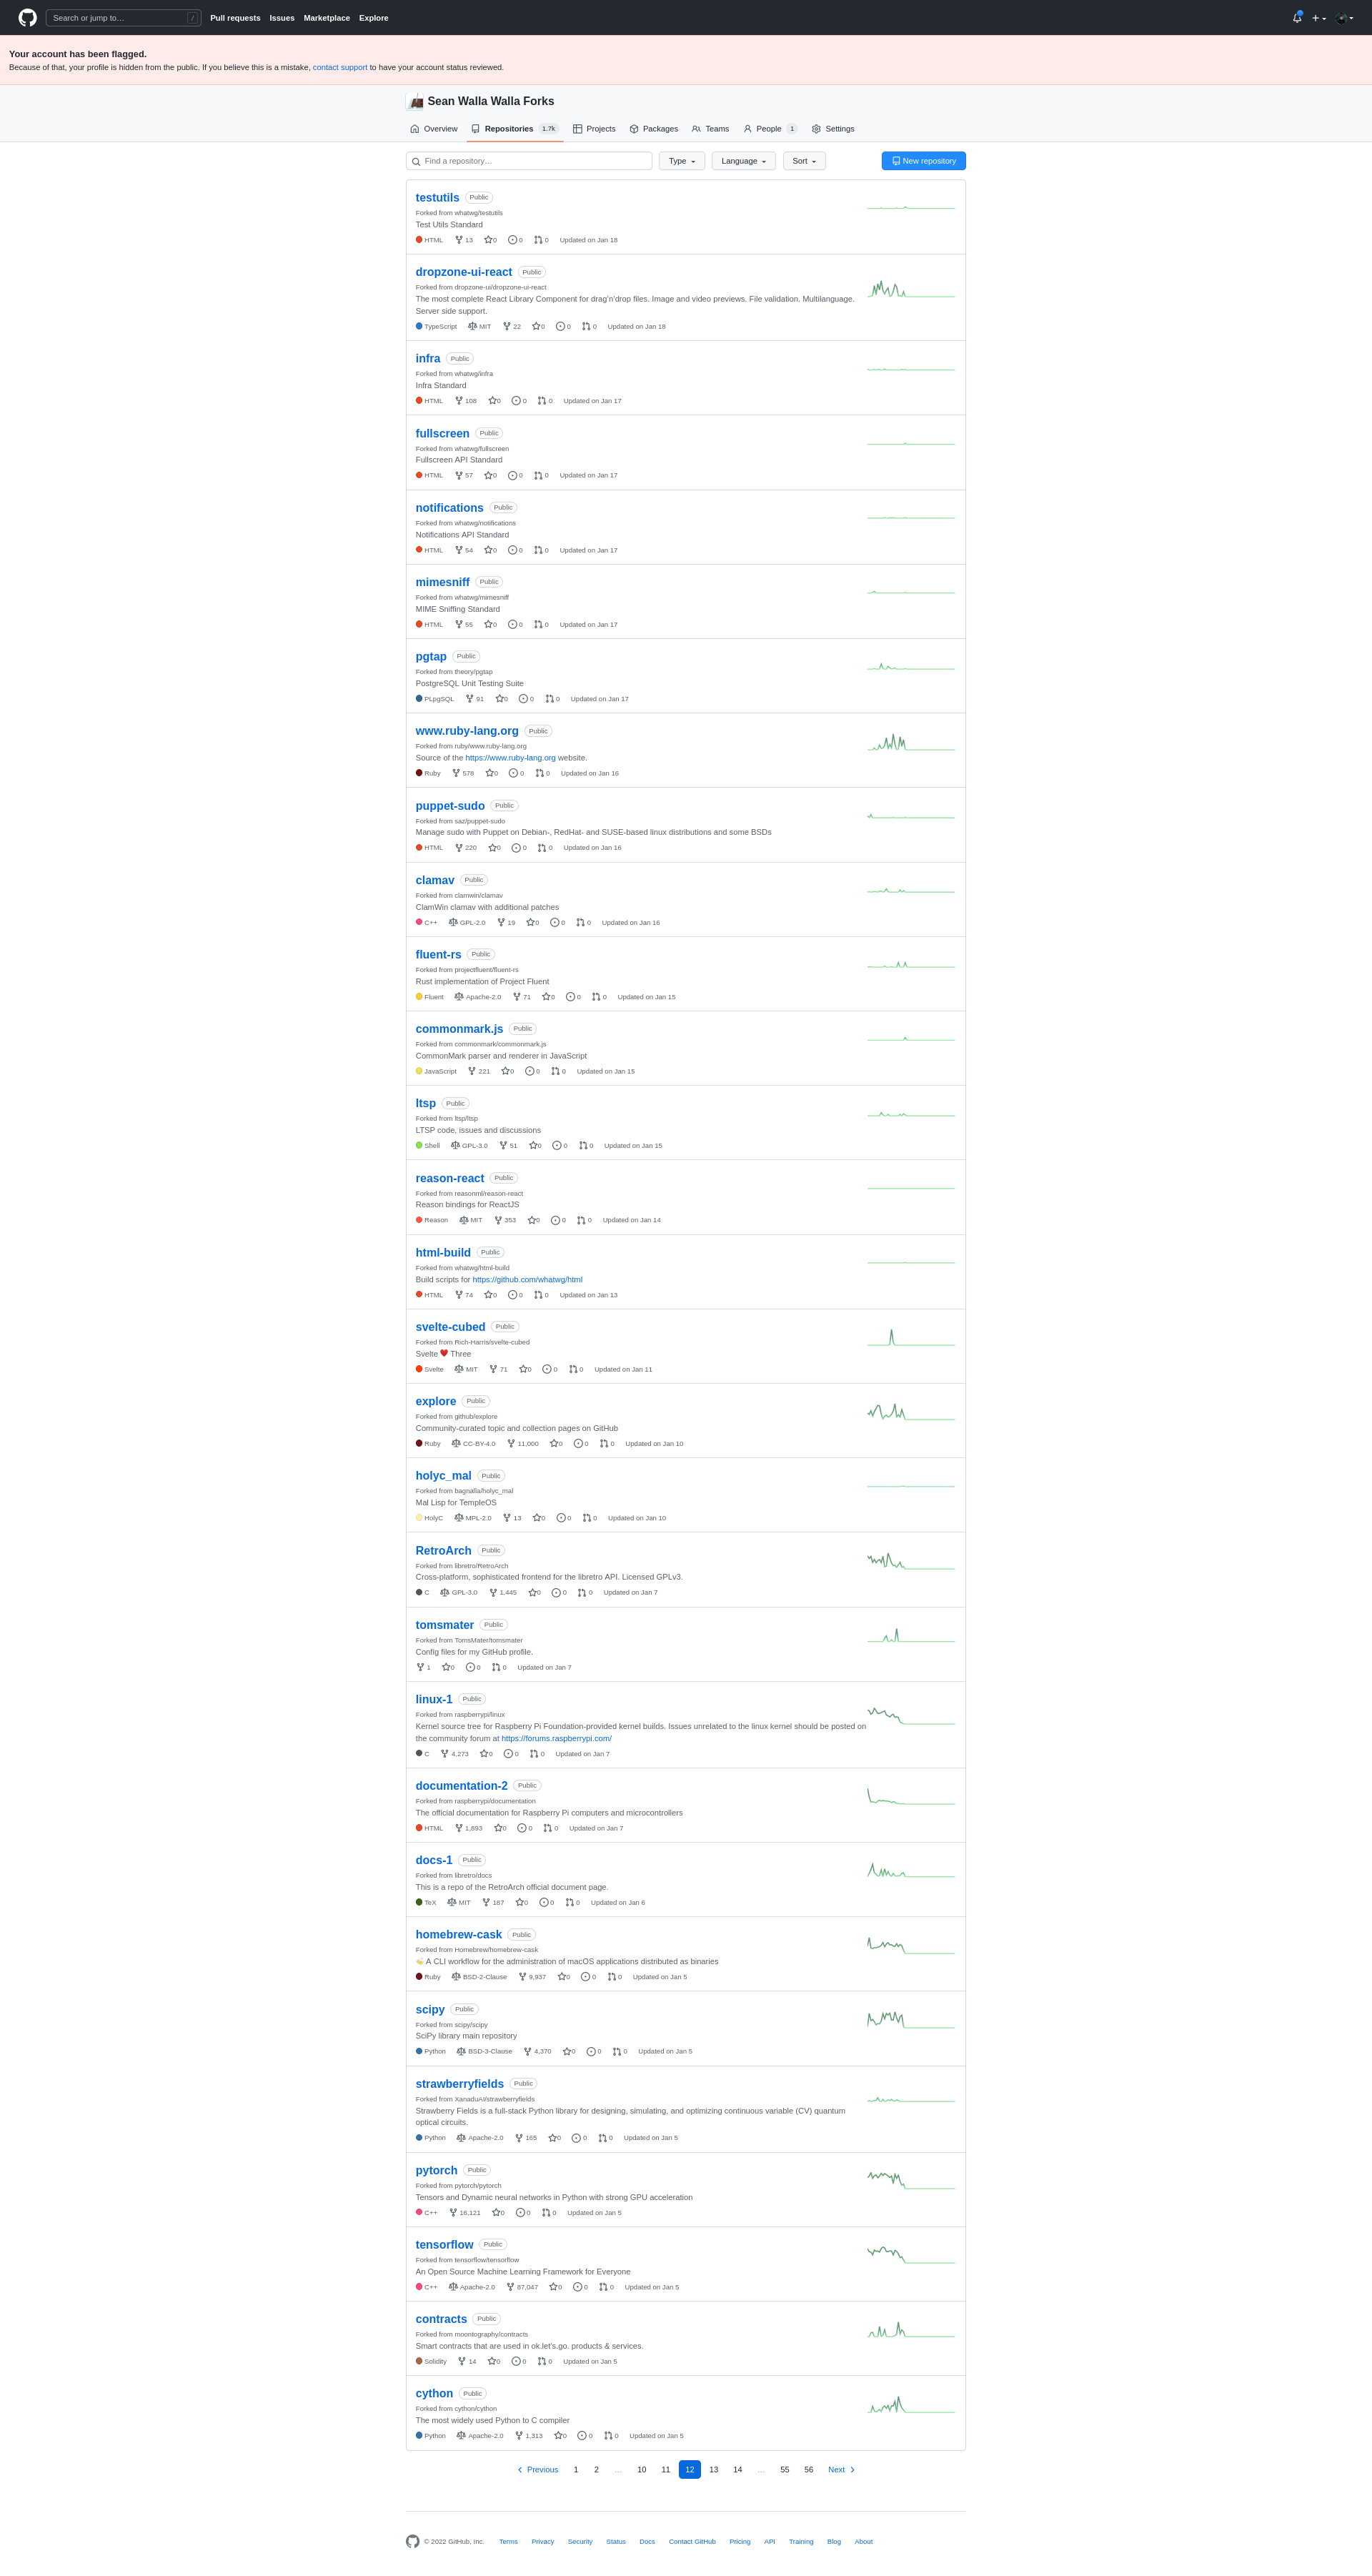 Search or jump to… /
Pull requests Issues Marketplace Explore
Your account has been flagged.
Because of that, your profile is hidden from the public. If you believe this is a mistake, contact support to have your account status reviewed.
Sean Walla Walla Forks
Overview Repositories 1.7k Projects Packages Teams People 1 Settings
Find a repository… Type Language Sort New repository
testutils Public
Forked from whatwg/testutils
Test Utils Standard
HTML 13 0 0 0 Updated on Jan 18
dropzone-ui-react Public
Forked from dropzone-ui/dropzone-ui-react
The most complete React Library Component for drag'n'drop files. Image and video previews. File validation. Multilanguage.
Server side support.
TypeScript MIT 22 0 0 0 Updated on Jan 18
infra Public
Forked from whatwg/infra
Infra Standard
HTML 108 0 0 0 Updated on Jan 17
fullscreen Public
Forked from whatwg/fullscreen
Fullscreen API Standard
HTML 57 0 0 0 Updated on Jan 17
notifications Public
Forked from whatwg/notifications
Notifications API Standard
HTML 54 0 0 0 Updated on Jan 17
mimesniff Public
Forked from whatwg/mimesniff
MIME Sniffing Standard
HTML 55 0 0 0 Updated on Jan 17
pgtap Public
Forked from theory/pgtap
PostgreSQL Unit Testing Suite
PLpgSQL 91 0 0 0 Updated on Jan 17
www.ruby-lang.org Public
Forked from ruby/www.ruby-lang.org
Source of the https://www.ruby-lang.org website.
Ruby 578 0 0 0 Updated on Jan 16
puppet-sudo Public
Forked from saz/puppet-sudo
Manage sudo with Puppet on Debian-, RedHat- and SUSE-based linux distributions and some BSDs
HTML 220 0 0 0 Updated on Jan 16
clamav Public
Forked from clamwin/clamav
ClamWin clamav with additional patches
C++ GPL-2.0 19 0 0 0 Updated on Jan 16
fluent-rs Public
Forked from projectfluent/fluent-rs
Rust implementation of Project Fluent
Fluent Apache-2.0 71 0 0 0 Updated on Jan 15
commonmark.js Public
Forked from commonmark/commonmark.js
CommonMark parser and renderer in JavaScript
JavaScript 221 0 0 0 Updated on Jan 15
ltsp Public
Forked from ltsp/ltsp
LTSP code, issues and discussions
Shell GPL-3.0 51 0 0 0 Updated on Jan 15
reason-react Public
Forked from reasonml/reason-react
Reason bindings for ReactJS
Reason MIT 353 0 0 0 Updated on Jan 14
html-build Public
Forked from whatwg/html-build
Build scripts for https://github.com/whatwg/html
HTML 74 0 0 0 Updated on Jan 13
svelte-cubed Public
Forked from Rich-Harris/svelte-cubed
Svelte ❤️ Three
Svelte MIT 71 0 0 0 Updated on Jan 11
explore Public
Forked from github/explore
Community-curated topic and collection pages on GitHub
Ruby CC-BY-4.0 11,000 0 0 0 Updated on Jan 10
holyc_mal Public
Forked from bagnalla/holyc_mal
Mal Lisp for TempleOS
HolyC MPL-2.0 13 0 0 0 Updated on Jan 10
RetroArch Public
Forked from libretro/RetroArch
Cross-platform, sophisticated frontend for the libretro API. Licensed GPLv3.
C GPL-3.0 1,445 0 0 0 Updated on Jan 7
tomsmater Public
Forked from TomsMater/tomsmater
Config files for my GitHub profile.
1 0 0 0 Updated on Jan 7
linux-1 Public
Forked from raspberrypi/linux
Kernel source tree for Raspberry Pi Foundation-provided kernel builds. Issues unrelated to the linux kernel should be posted on
the community forum at https://forums.raspberrypi.com/
C 4,273 0 0 0 Updated on Jan 7
documentation-2 Public
Forked from raspberrypi/documentation
The official documentation for Raspberry Pi computers and microcontrollers
HTML 1,893 0 0 0 Updated on Jan 7
docs-1 Public
Forked from libretro/docs
This is a repo of the RetroArch official document page.
TeX MIT 187 0 0 0 Updated on Jan 6
homebrew-cask Public
Forked from Homebrew/homebrew-cask
A CLI workflow for the administration of macOS applications distributed as binaries
Ruby BSD-2-Clause 9,937 0 0 0 Updated on Jan 5
scipy Public
Forked from scipy/scipy
SciPy library main repository
Python BSD-3-Clause 4,370 0 0 0 Updated on Jan 5
strawberryfields Public
Forked from XanaduAI/strawberryfields
Strawberry Fields is a full-stack Python library for designing, simulating, and optimizing continuous variable (CV) quantum
optical circuits.
Python Apache-2.0 165 0 0 0 Updated on Jan 5
pytorch Public
Forked from pytorch/pytorch
Tensors and Dynamic neural networks in Python with strong GPU acceleration
C++ 16,121 0 0 0 Updated on Jan 5
tensorflow Public
Forked from tensorflow/tensorflow
An Open Source Machine Learning Framework for Everyone
C++ Apache-2.0 87,047 0 0 0 Updated on Jan 5
contracts Public
Forked from moontography/contracts
Smart contracts that are used in ok.let's.go. products & services.
Solidity 14 0 0 0 Updated on Jan 5
cython Public
Forked from cython/cython
The most widely used Python to C compiler
Python Apache-2.0 1,313 0 0 0 Updated on Jan 5
Previous 1 2 … 10 11 12 13 14 … 55 56 Next
© 2022 GitHub, Inc. Terms Privacy Security Status Docs Contact GitHub Pricing API Training Blog About